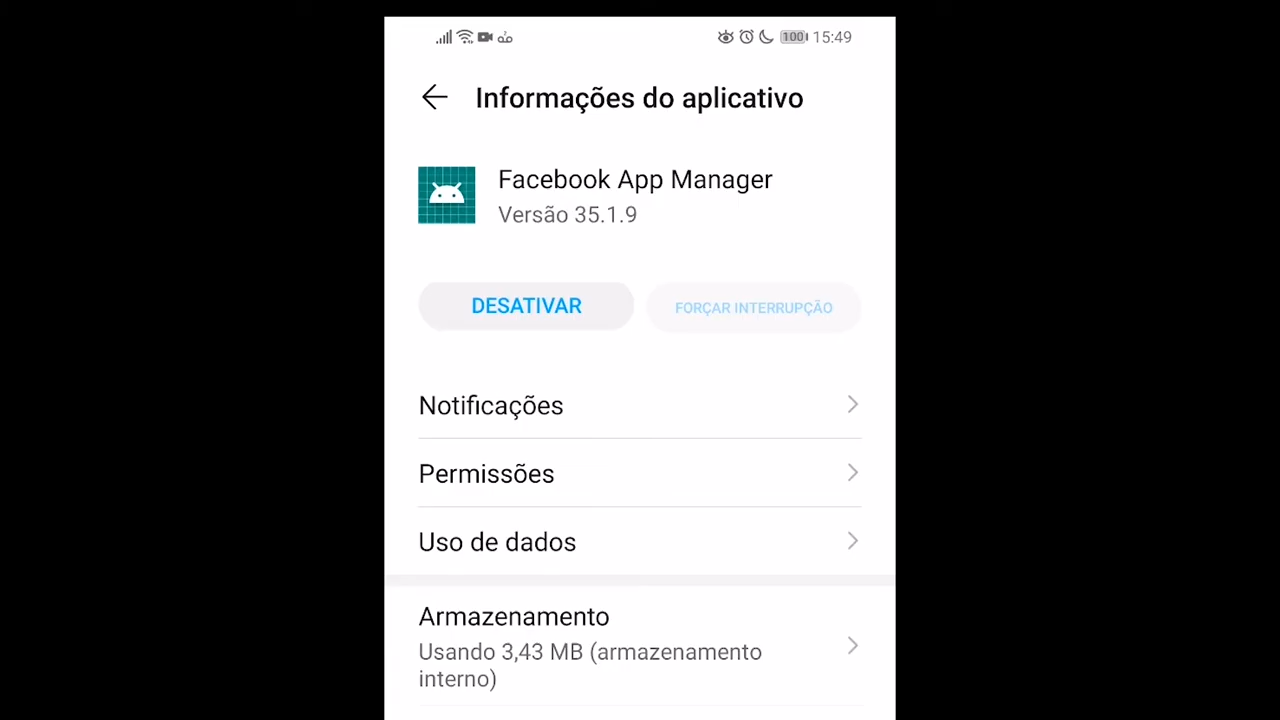 100 15:49
Informações do aplicativo
Facebook App Manager
Versão 35.1.9
DESATIVAR
FORÇAR INTERRUPÇÃO
Notificações
Permissões
Uso de dados
Armazenamento
Usando 3,43 MB (armazenamento
interno)